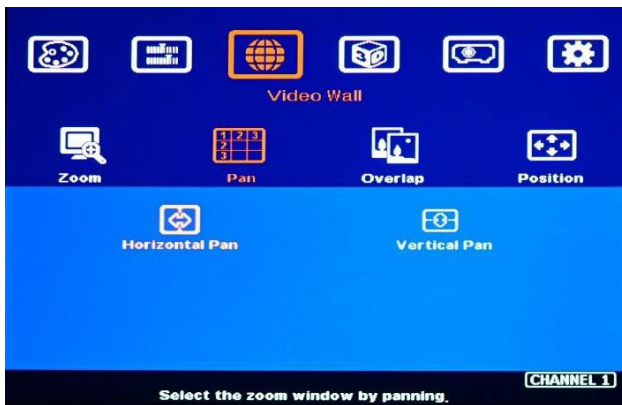 Video Wall
1 2 3
2
3
Zoom
Pan
Overlap
Position
Horizontal Pan
Vertical Pan
CHANNEL 1
Select the zoom window by panning.